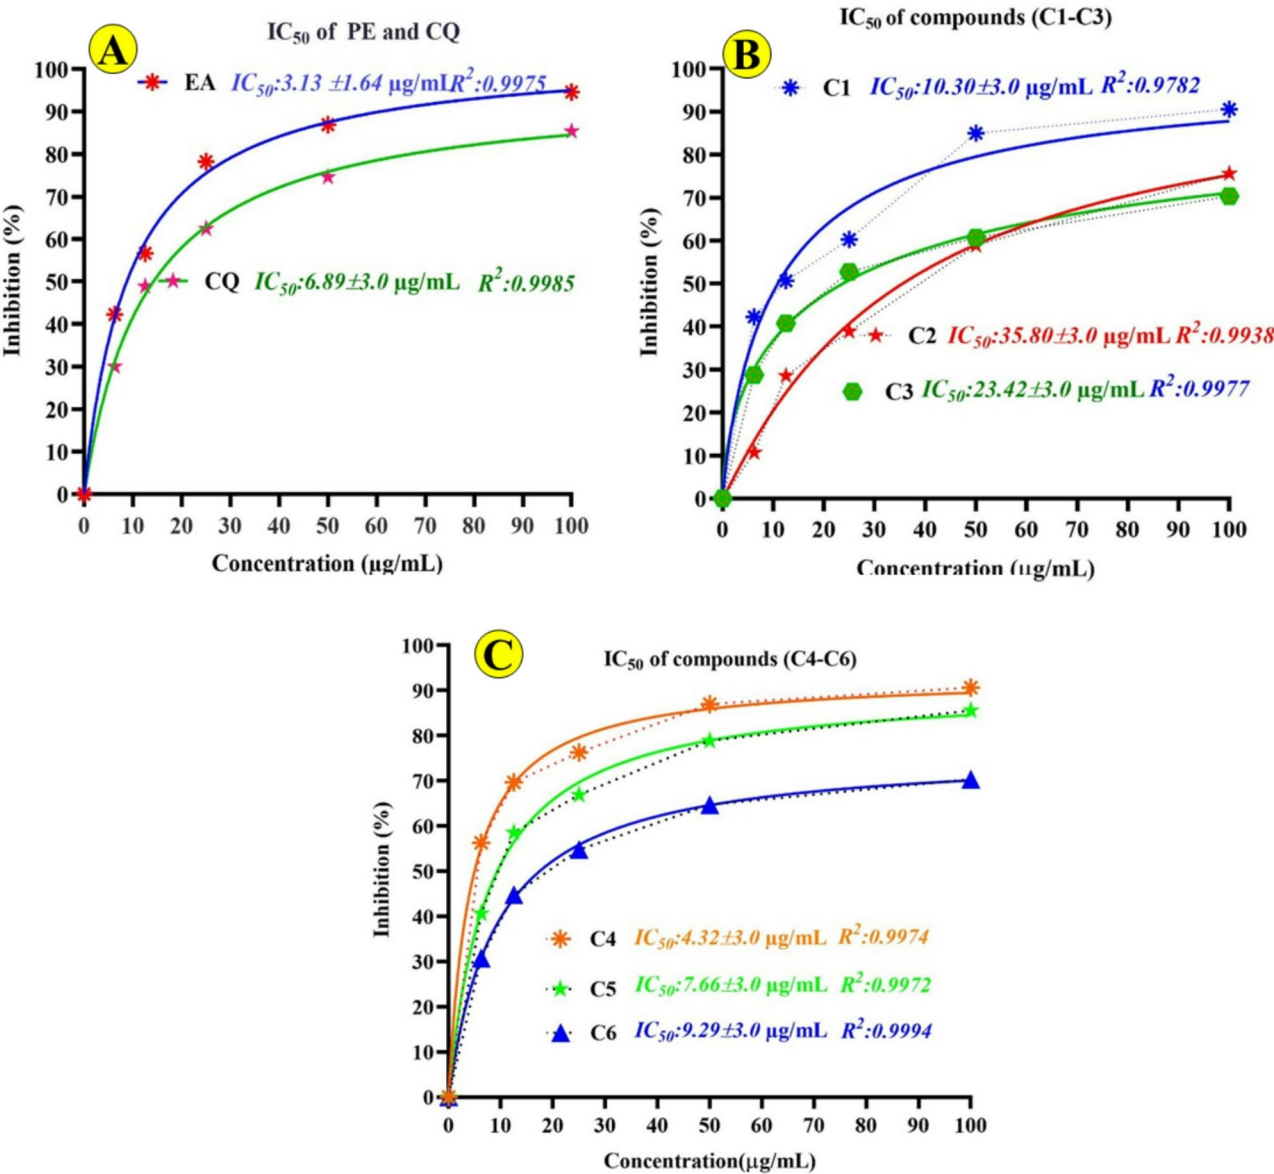 A
IC50 of PE and CQ
100
90
80
70
60
50
40
30
20
10
0
Inhibition (%)
EA IC50:3.13 ±1.64 µg/mLR2:0.9975
CQ IC50:6.89±3.0 µg/mL R2:0.9985
0 10 20 30 40 50 60 70 80 90 100
Concentration (µg/mL)
B
IC50 of compounds (C1-C3)
100
90
80
70
60
50
40
30
20
10
0
Inhibition (%)
C1 IC50:10.30±3.0 µg/mL R2:0.9782
C2 IC50:35.80±3.0 µg/mL R2:0.9938
C3 IC50:23.42±3.0 µg/mL R2:0.9977
0 10 20 30 40 50 60 70 80 90 100
Concentration (µg/mL)
C
IC50 of compounds (C4-C6)
100
90
80
70
60
50
40
30
20
10
0
Inhibition (%)
C4 IC50:4.32±3.0 µg/mL R2:0.9974
C5 IC50:7.66±3.0 µg/mL R2:0.9972
C6 IC50:9.29±3.0 µg/mL R2:0.9994
0 10 20 30 40 50 60 70 80 90 100
Concentration(µg/mL)